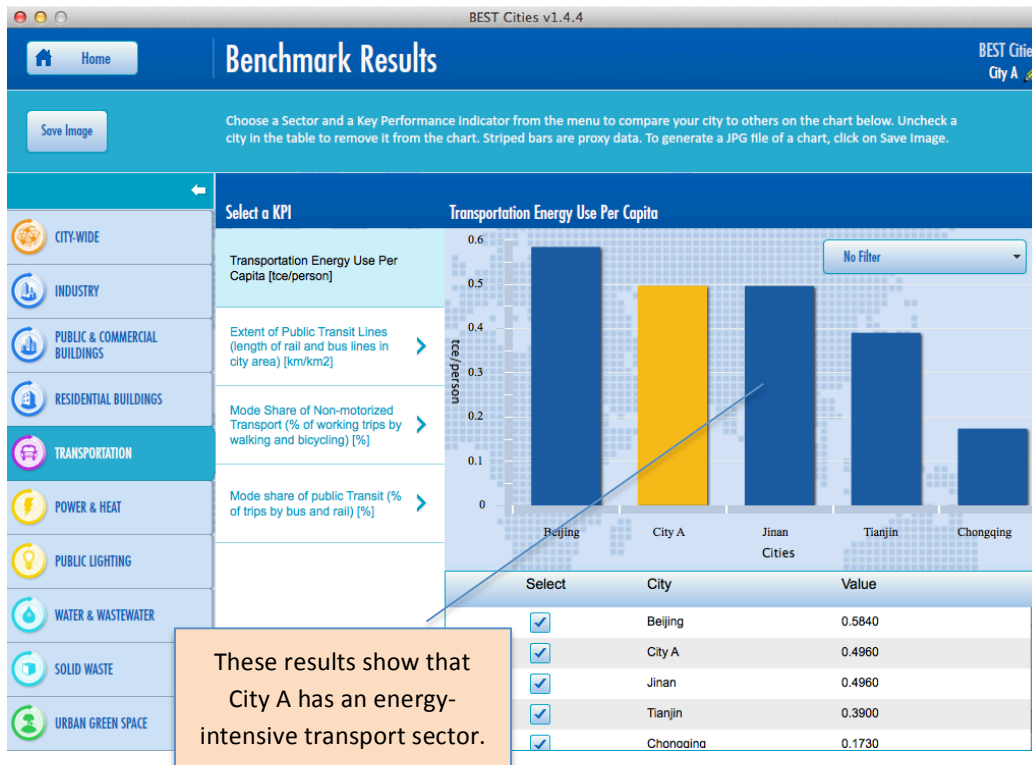 BEST Cities v1.4.4
Home
Benchmark Results
BEST Citie
City A
Save Image
Choose a Sector and a Key Performance Indicator from the menu to compare your city to others on the chart below. Uncheck a
city in the table to remove it from the chart. Striped bars are proxy data. To generate a JPG file of a chart, click on Save Image.
CITY-WIDE
INDUSTRY
PUBLIC & COMMERCIAL
BUILDINGS
RESIDENTIAL BUILDINGS
TRANSPORTATION
POWER & HEAT
PUBLIC LIGHTING
WATER & WASTEWATER
SOLID WASTE
URBAN GREEN SPACE
Select a KPI
Transportation Energy Use Per
Capita [tce/person]
Extent of Public Transit Lines
(length of rail and bus lines in
city area) [km/km2]
Mode Share of Non-motorized
Transport (% of working trips by
walking and bicycling) [%]
Mode share of public Transit (%
of trips by bus and rail) [%]
Transportation Energy Use Per Capita
No Filter
0.6
0.5
0.4
0.3
0.2
0.1
0
tce/person
Beijing City A Jinan Tianjin Chongqing
Cities
Select City Value
Beijing 0.5840
City A 0.4960
Jinan 0.4960
Tianjin 0.3900
Chongqing 0.1730
These results show that
City A has an energy-
intensive transport sector.